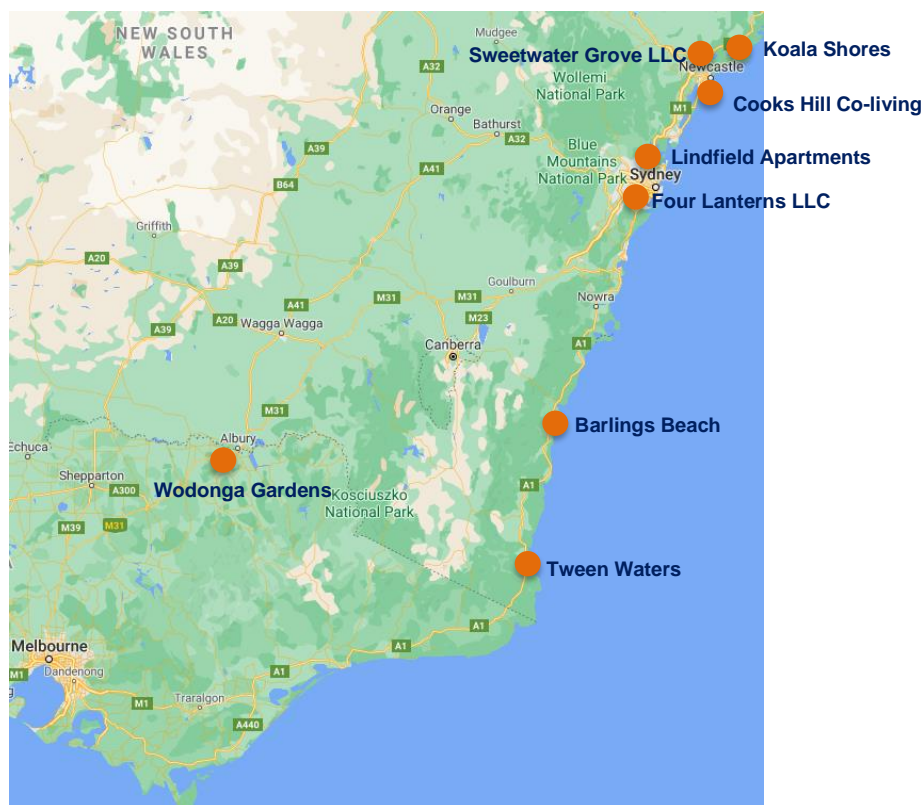 NEW SOUTH
WALES
Mudgee
Sweetwater Grove LLC
Koala Shores
A32
Wollemi
National Park
Newcastle
Cooks Hill Co-living
M1
Orange
Bathurst
A32
A39
Blue
Mountains
National Park
Lindfield Apartments
A41
Sydney
B64
Four Lanterns LLC
Griffith
A20
A39
Goulburn
A41
M31
M31
Nowra
A39
A20
Wagga Wagga
M23
Canberra
A1
M31
Barlings Beach
Echuca
Albury
Shepparton
A300
Wodonga Gardens
Kosciuszko
National Park
A1
M39
M31
Tween Waters
A1
Melbourne
A1
M1
Dandenong
A1
M1
Traralgon
A440